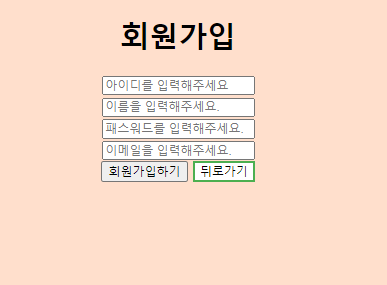 회원가입
아이디를 입력해주세요
이름을 입력해주세요.
패스워드를 입력해주세요.
이메일을 입력해주세요.
회원가입하기 뒤로가기